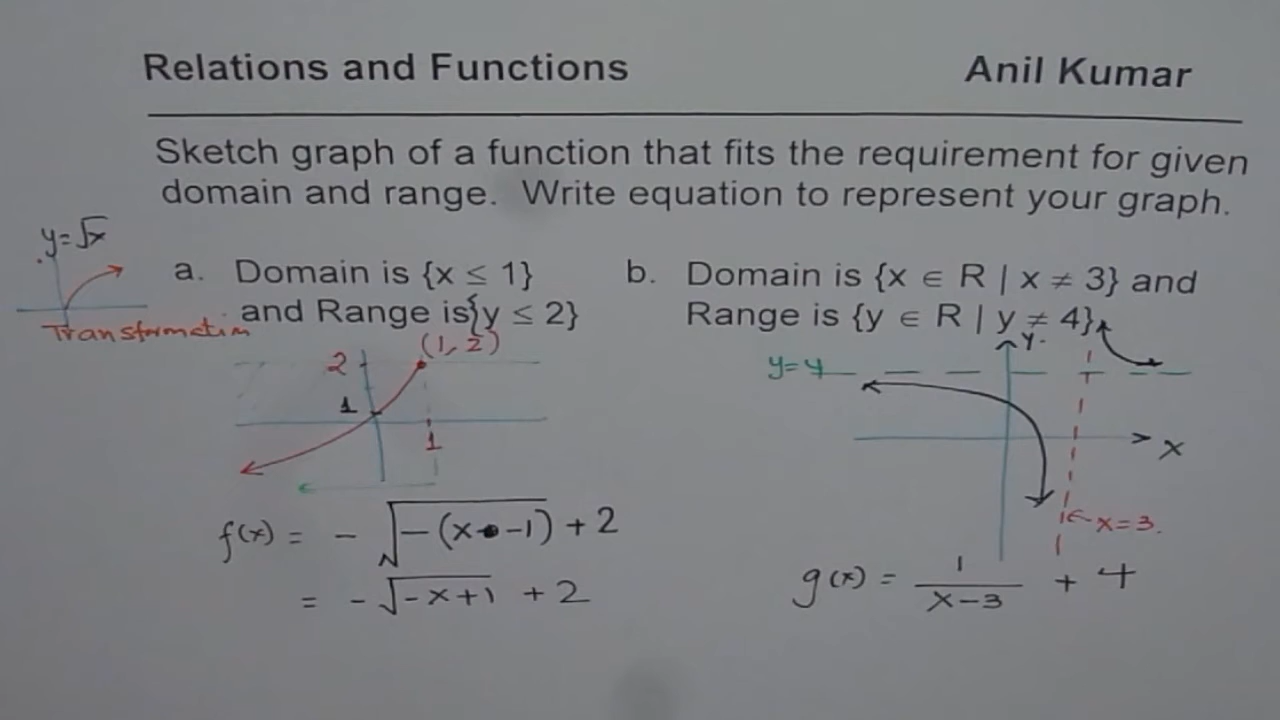 Relations and Functions Anil Kumar
Sketch graph of a function that fits the requirement for given
domain and range. Write equation to represent your graph.
y=√x
a. Domain is {x ≤ 1}
and Range is{y ≤ 2}
Transformatin
(1, 2)
2
1
1
f(x) = - √-(x-1) + 2
= - √-x+1 + 2
b. Domain is {x ∈ R | x ≠ 3} and
Range is {y ∈ R | y ≠ 4}
y
y=4
x
x=3.
g(x) = 1/(x-3) + 4